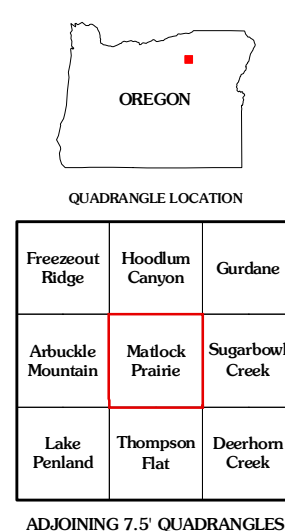 OREGON
QUADRANGLE LOCATION
Freezeout
Ridge
Hoodlum
Canyon
Gurdane
Arbuckle
Mountain
Matlock
Prairie
Sugarbowl
Creek
Lake
Penland
Thompson
Flat
Deerhorn
Creek
ADJOINING 7.5' QUADRANGLES